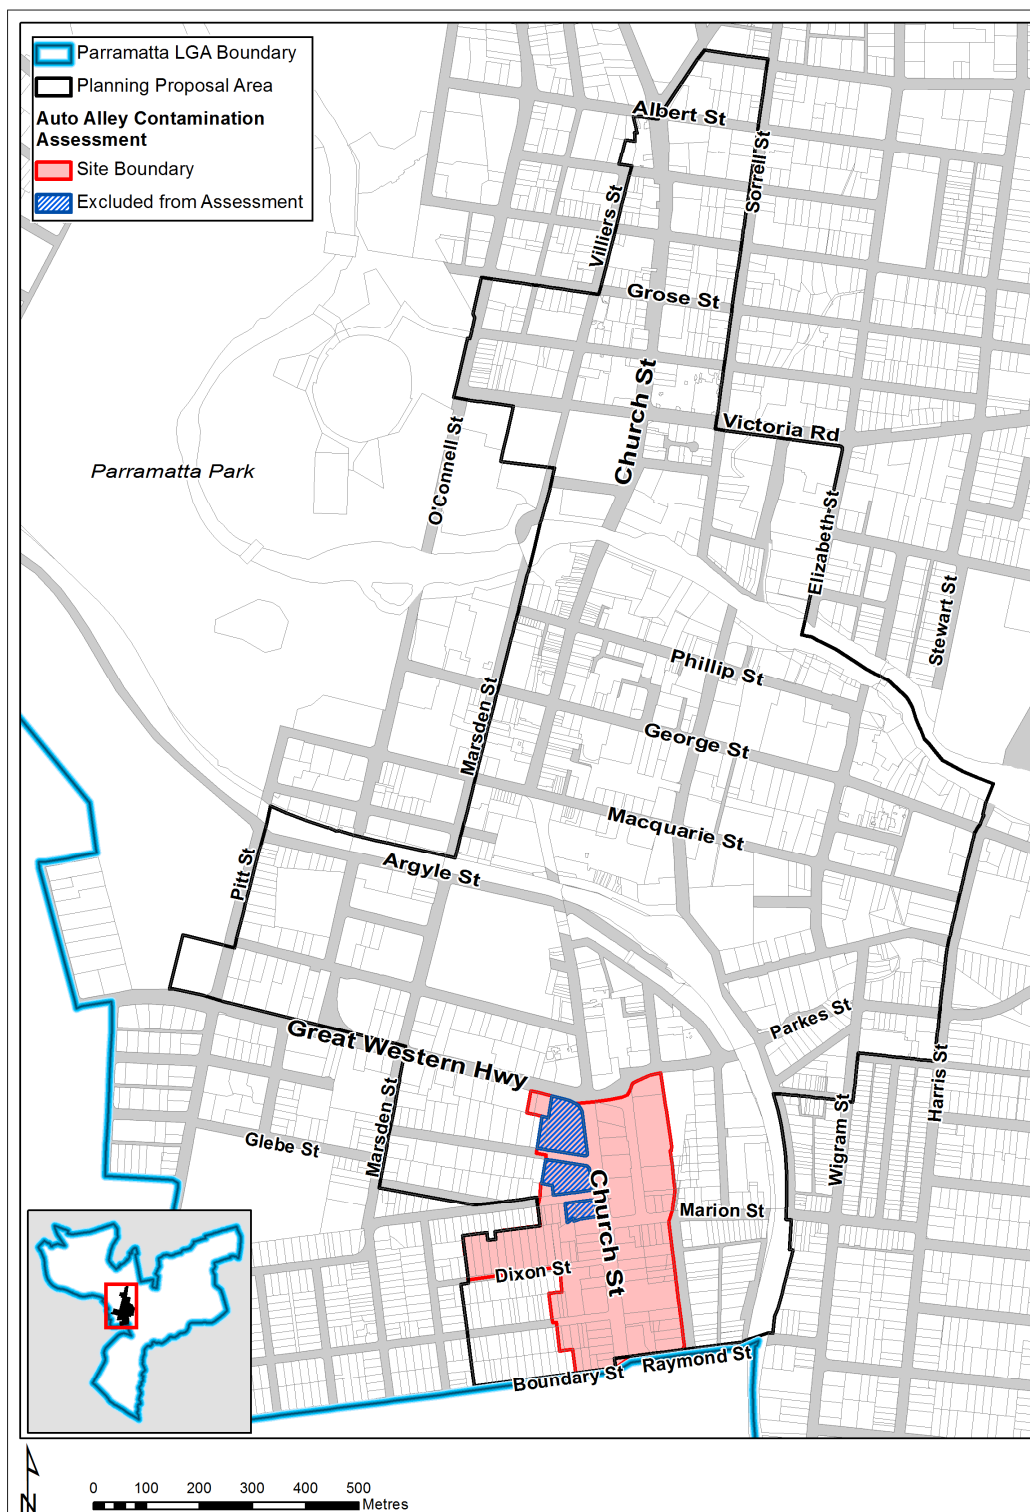 Parramatta LGA Boundary
Planning Proposal Area
Auto Alley Contamination
Assessment
Site Boundary
Excluded from Assessment
Albert St
Sorrell St
Villiers St
Grose St
Church St
Victoria Rd
O'Connell St
Parramatta Park
Elizabeth St
Stewart St
Phillip St
Marsden St
George St
Macquarie St
Argyle St
Pitt St
Parkes St
Great Western Hwy
Harris St
Wigram St
Marsden St
Glebe St
Church St
Marion St
Dixon St
Raymond St
Boundary St
N
0 100 200 300 400 500
Metres